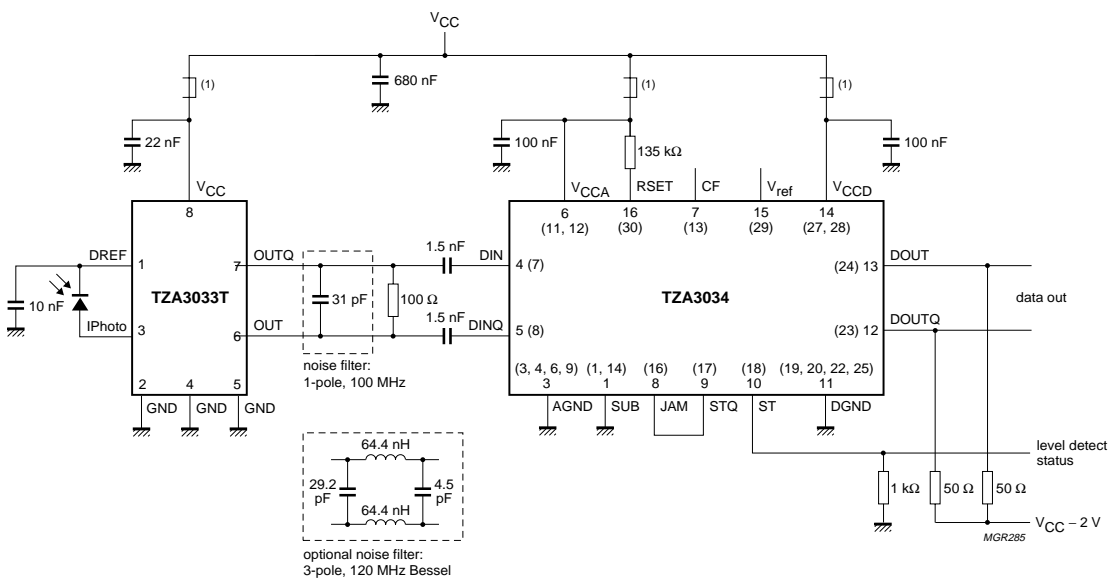 VCC
(1)
680 nF
(1)
(1)
22 nF
100 nF
135 kΩ
100 nF
VCC
8
VCCA
RSET
CF
Vref
VCCD
6
16
7
15
14
(11, 12)
(30)
(13)
(29)
(27, 28)
DREF
1
7
OUTQ
1.5 nF
DIN
4 (7)
(24) 13
DOUT
10 nF
TZA3033T
31 pF
100 Ω
TZA3034
data out
1.5 nF
IPhoto
3
6
OUT
DINQ
5 (8)
(23) 12
DOUTQ
noise filter:
1-pole, 100 MHz
2
4
5
GND
GND
GND
(3, 4, 6, 9)
(1, 14)
(16)
(17)
(18)
(19, 20, 22, 25)
3
1
8
9
10
11
AGND
SUB
JAM
STQ
ST
DGND
64.4 nH
29.2
pF
4.5
pF
64.4 nH
level detect
status
1 kΩ
50 Ω
50 Ω
VCC – 2 V
MGR285
optional noise filter:
3-pole, 120 MHz Bessel